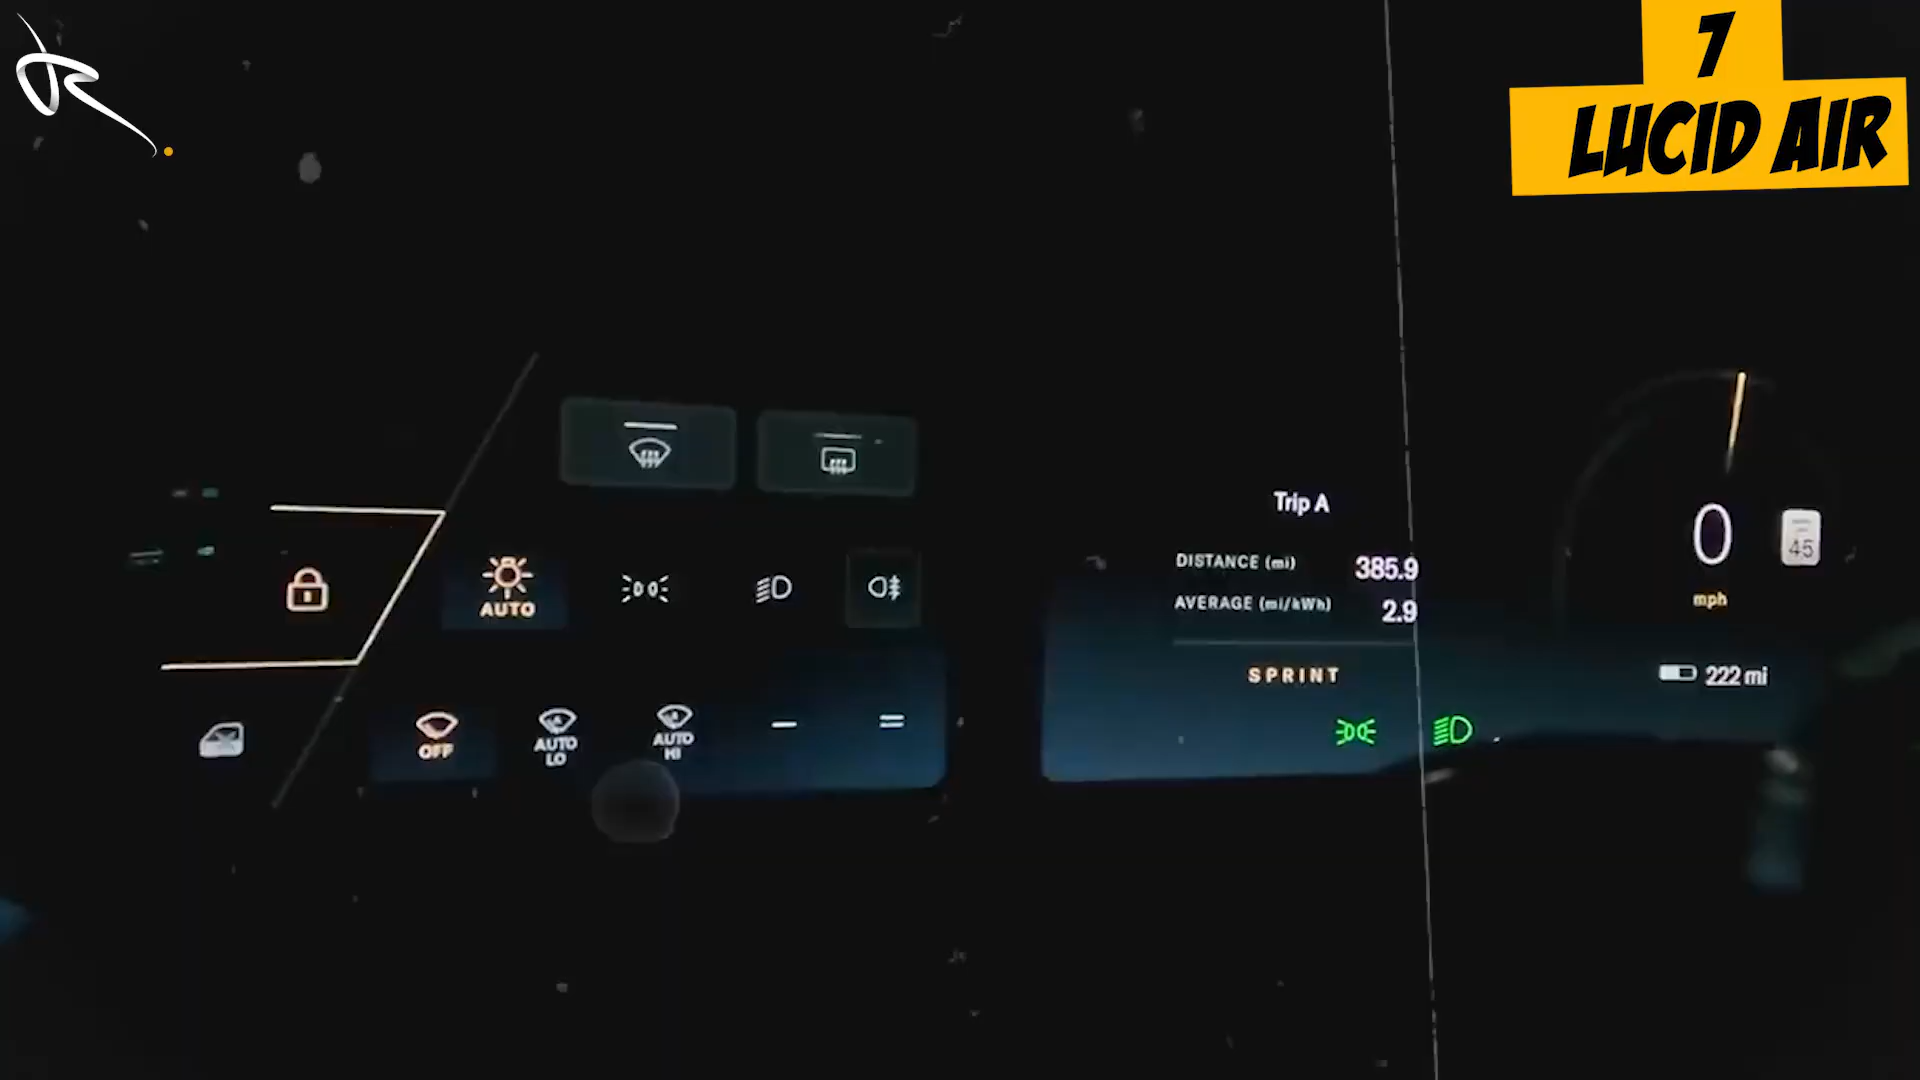 7
LUCID AIR
Trip A
DISTANCE (mi) 385.9
AVERAGE (mi/kWh) 2.9
SPRINT
0
mph
45
222 mi
AUTO
OFF
AUTO
LO
AUTO
HI